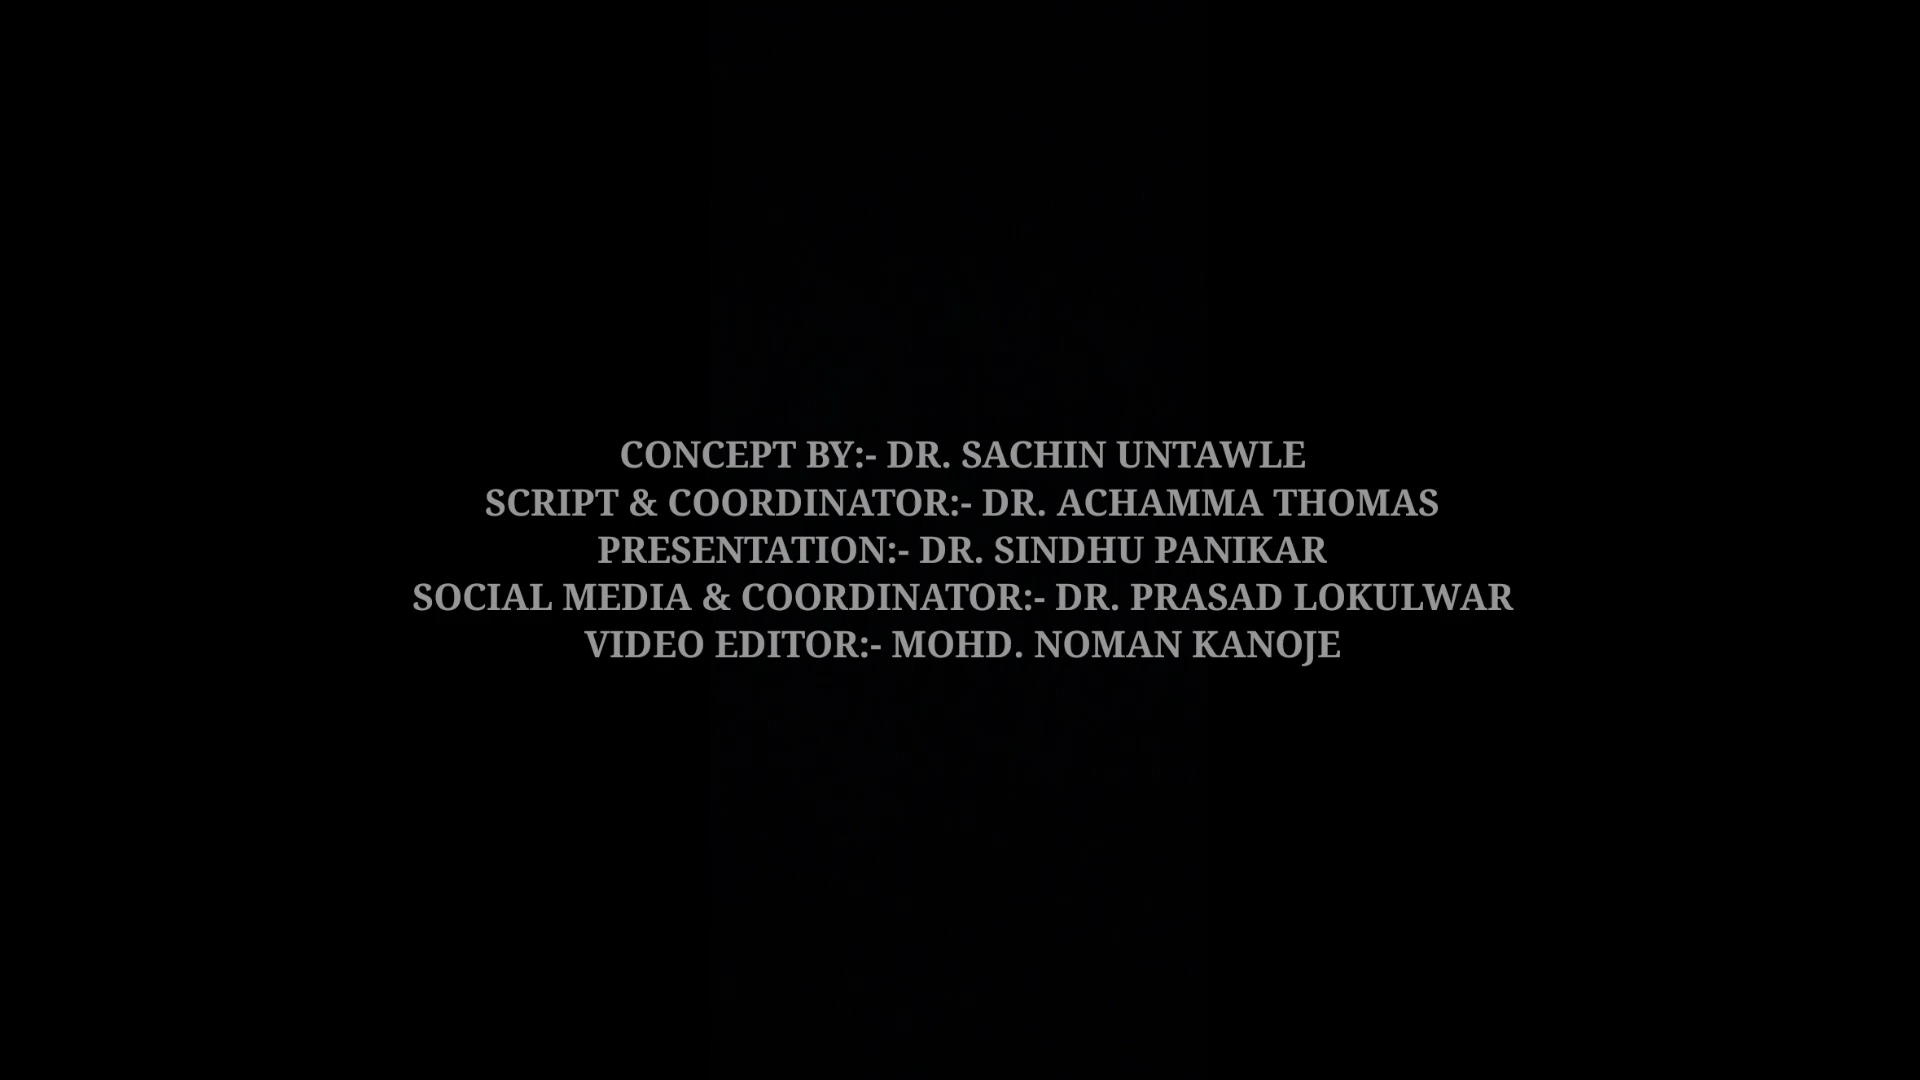 CONCEPT BY:- DR. SACHIN UNTAWLE
SCRIPT & COORDINATOR:- DR. ACHAMMA THOMAS
PRESENTATION:- DR. SINDHU PANIKAR
SOCIAL MEDIA & COORDINATOR:- DR. PRASAD LOKULWAR
VIDEO EDITOR:- MOHD. NOMAN KANOJE